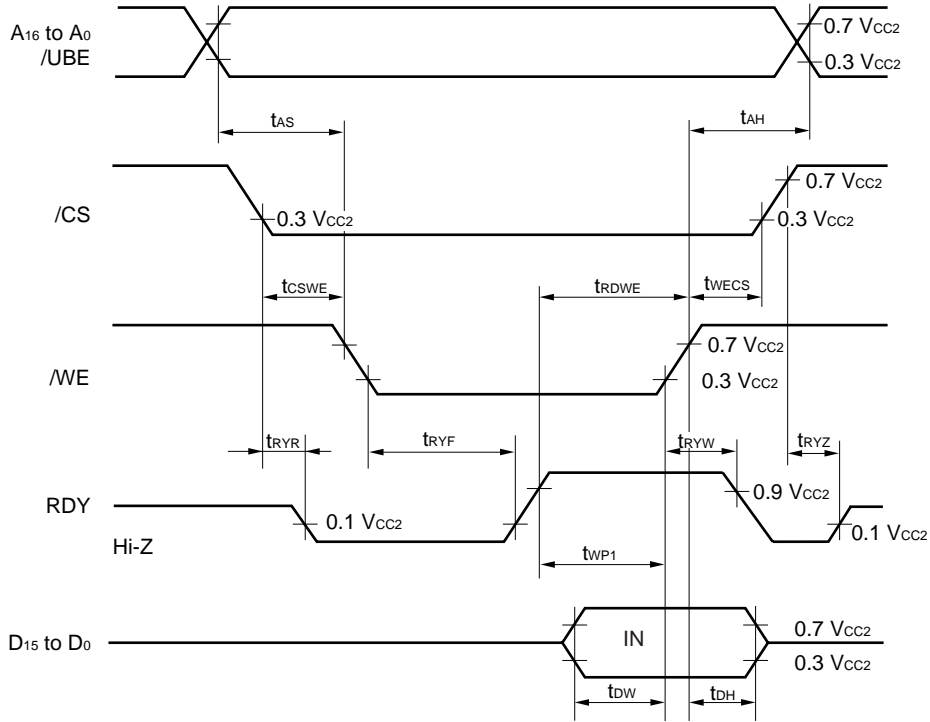 A16 to A0
/UBE
0.7 VCC2
0.3 VCC2
tAS
tAH
/CS
0.3 VCC2
0.7 VCC2
0.3 VCC2
tCSWE
tRDWE
tWECS
/WE
0.7 VCC2
0.3 VCC2
tRYR
tRYF
tRYW
tRYZ
RDY
Hi-Z
0.1 VCC2
0.9 VCC2
0.1 VCC2
tWP1
D15 to D0
IN
0.7 VCC2
0.3 VCC2
tDW
tDH